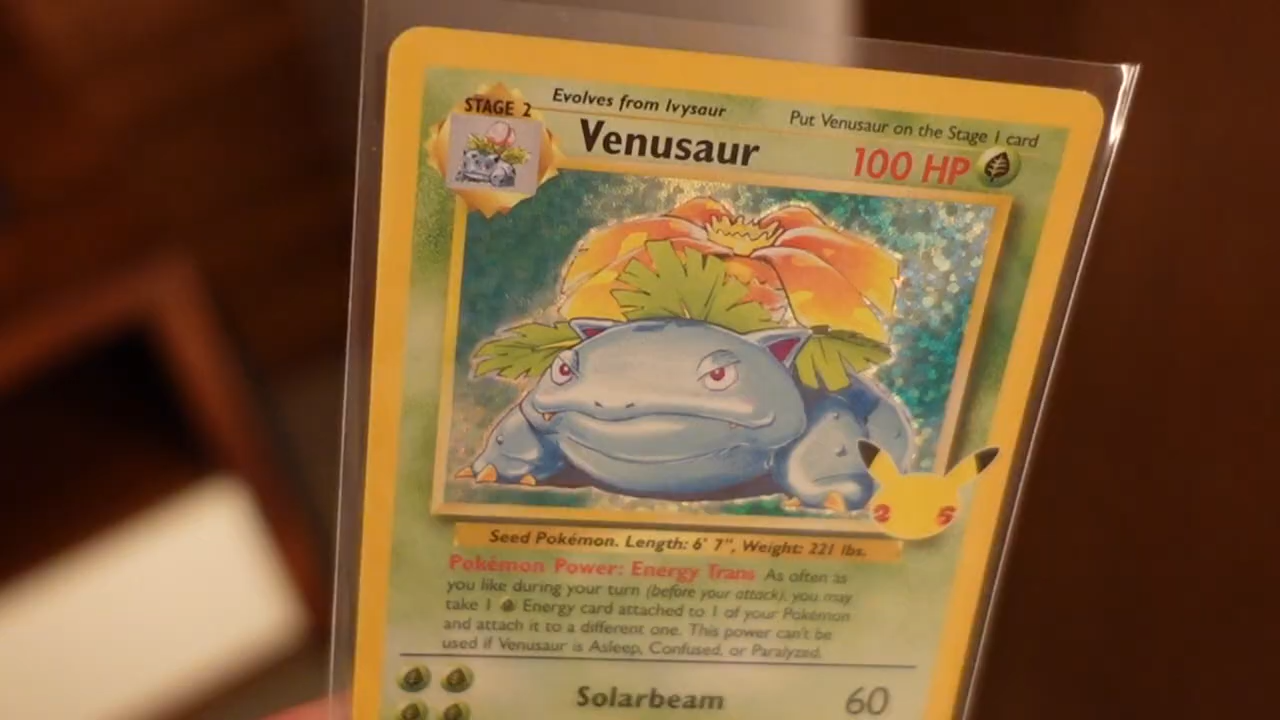 STAGE 2
Evolves from Ivysaur
Put Venusaur on the Stage 1 card
Venusaur
100 HP
25
Seed Pokémon. Length: 6' 7", Weight: 221 lbs.
Pokémon Power: Energy Trans As often as
you like during your turn (before your attack), you may
take 1 Energy card attached to 1 of your Pokémon
and attach it to a different one. This power can't be
used if Venusaur is Asleep, Confused, or Paralyzed.
Solarbeam 60